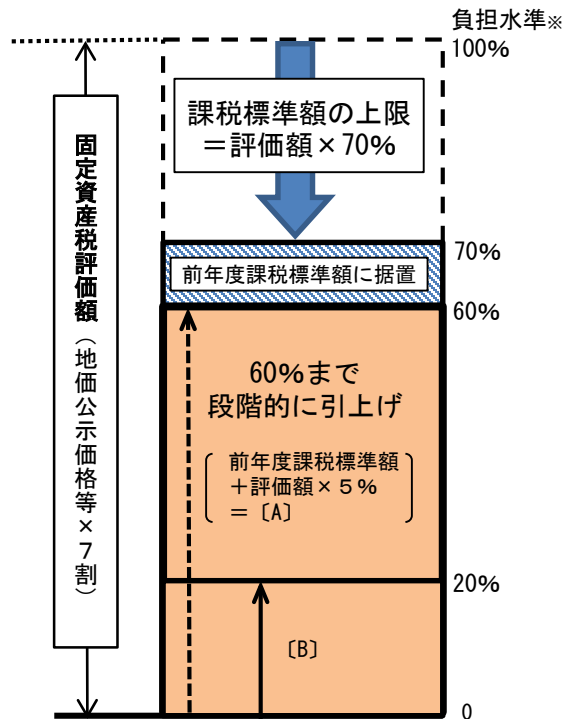 負担水準※
100%
課税標準額の上限
＝評価額×70%
固定資産税評価額（地価公示価格等×７割）
70%
前年度課税標準額に据置
60%
60%まで
段階的に引上げ
前年度課税標準額
＋評価額×５%
＝〔A〕
20%
〔B〕
0